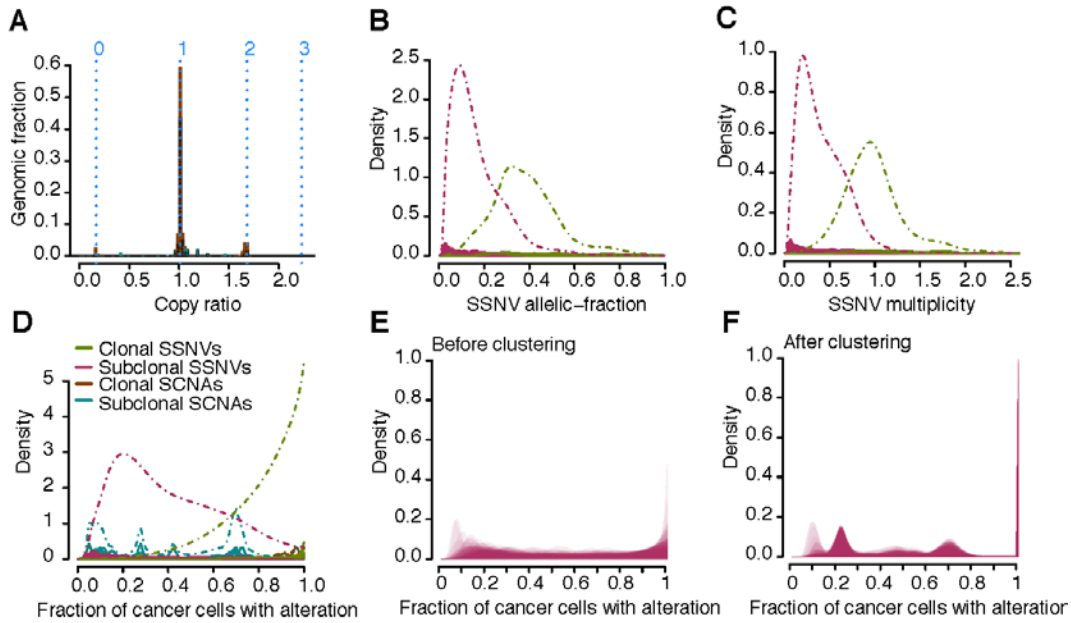 A
0 1 2 3
Genomic fraction
0.6
0.5
0.4
0.3
0.2
0.1
0.0
0.0 0.5 1.0 1.5 2.0
Copy ratio
B
Density
2.5
2.0
1.5
1.0
0.5
0.0
0.0 0.2 0.4 0.6 0.8 1.0
SSNV allelic-fraction
C
Density
1.0
0.8
0.6
0.4
0.2
0.0
0.0 0.5 1.0 1.5 2.0 2.5
SSNV multiplicity
D
Clonal SSNVs
Subclonal SSNVs
Clonal SCNAs
Subclonal SCNAs
Density
5
4
3
2
1
0
0.0 0.2 0.4 0.6 0.8 1.0
Fraction of cancer cells with alteration
E
Before clustering
Density
1.0
0.8
0.6
0.4
0.2
0.0
0 0.2 0.4 0.6 0.8 1
Fraction of cancer cells with alteration
F
After clustering
Density
1.0
0.8
0.6
0.4
0.2
0.0
0 0.2 0.4 0.6 0.8 1
Fraction of cancer cells with alteration